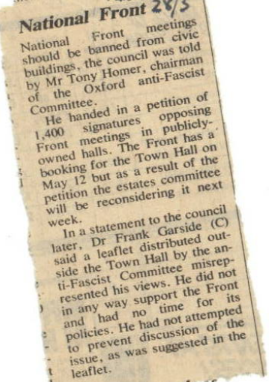 National Front 28/3
National Front meetings
should be banned from civic
buildings, the council was told
by Mr Tony Homer, chairman
of the Oxford anti-Fascist
Committee.
He handed in a petition of
1,400 signatures opposing
Front meetings in publicly-
owned halls. The Front has a
booking for the Town Hall on
May 12 but as a result of the
petition the estates committee
will be reconsidering it next
week.
In a statement to the council
later, Dr Frank Garside (C)
said a leaflet distributed out-
side the Town Hall by the an-
ti-Fascist Committee misrep-
resented his views. He did not
in any way support the Front
and had no time for its
policies. He had not attempted
to prevent discussion of the
issue, as was suggested in the
leaflet.